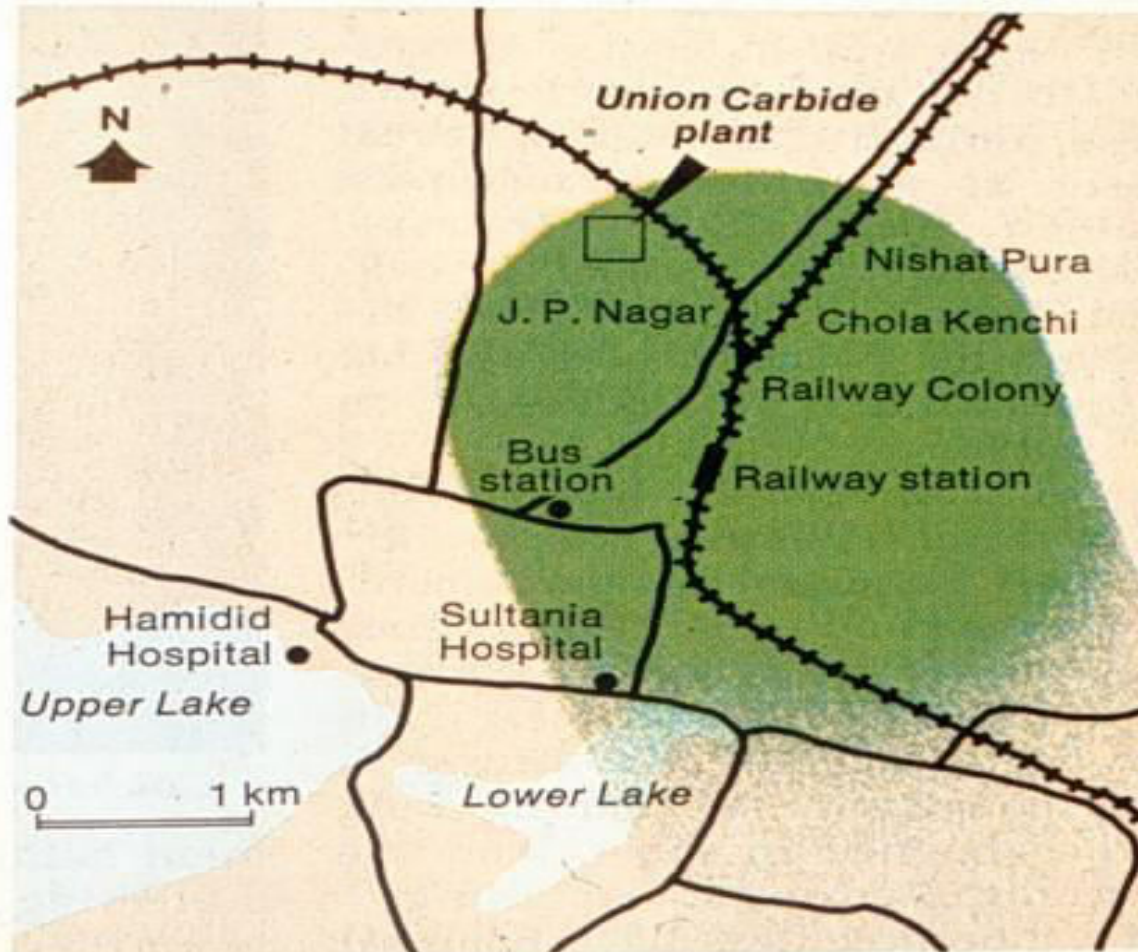 Union Carbide
plant
N
Nishat Pura
J. P. Nagar
Chola Kenchi
Railway Colony
Bus
station
Railway station
Hamidid
Hospital
Sultania
Hospital
Upper Lake
0 1 km
Lower Lake